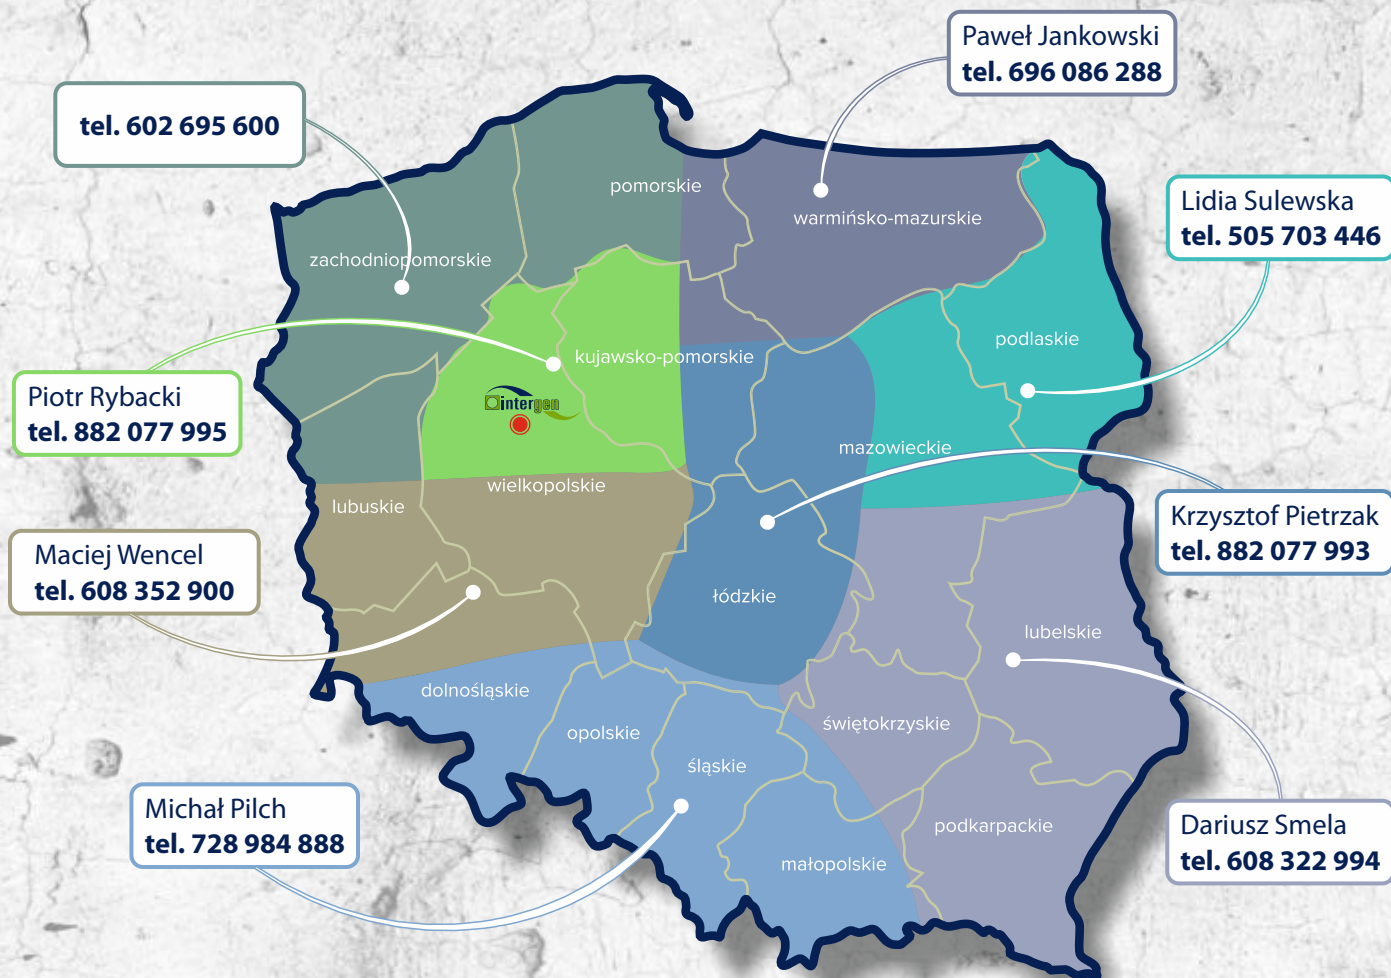 Paweł Jankowski
tel. 696 086 288
tel. 602 695 600
pomorskie
warmińsko-mazurskie
Lidia Sulewska
tel. 505 703 446
zachodniopomorskie
podlaskie
kujawsko-pomorskie
Piotr Rybacki
tel. 882 077 995
intergen
mazowieckie
wielkopolskie
lubuskie
Krzysztof Pietrzak
tel. 882 077 993
Maciej Wencel
tel. 608 352 900
łódzkie
lubelskie
dolnośląskie
opolskie
świętokrzyskie
śląskie
Michał Pilch
tel. 728 984 888
podkarpackie
Dariusz Smela
tel. 608 322 994
małopolskie